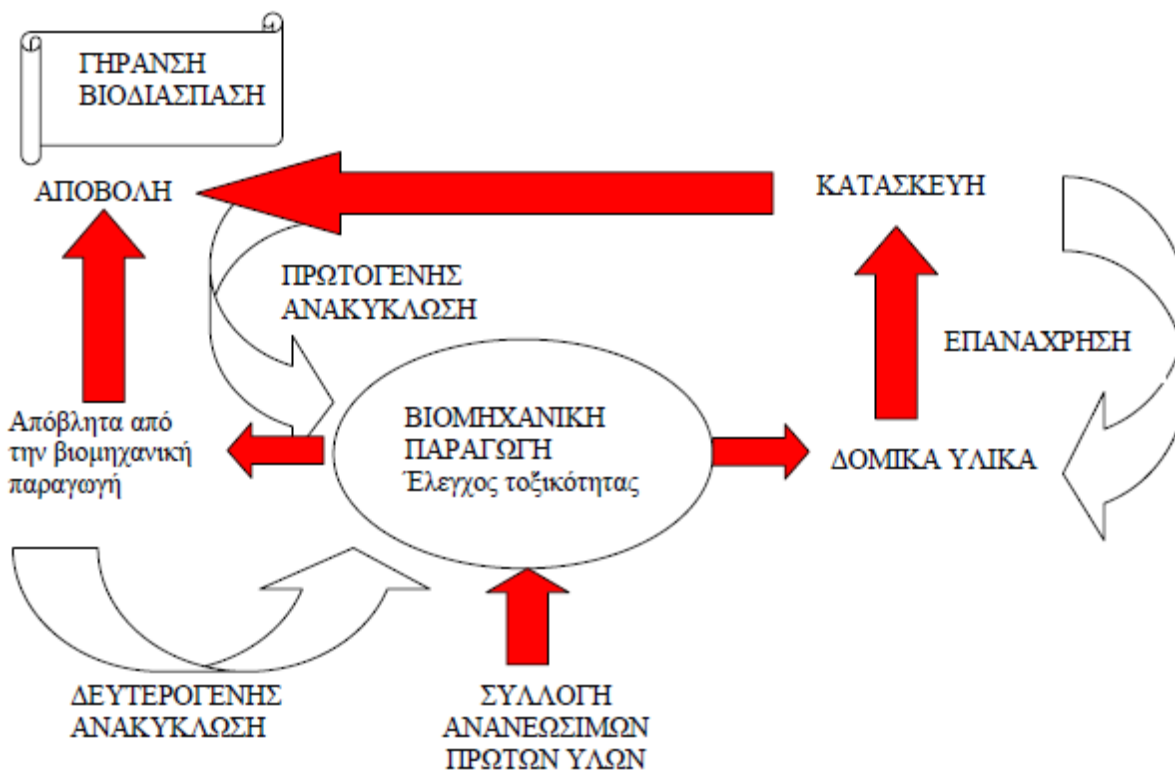 ΓΗΡΑΝΣΗ
ΒΙΟΔΙΑΣΠΑΣΗ
ΑΠΟΒΟΛΗ
ΚΑΤΑΣΚΕΥΗ
ΠΡΩΤΟΓΕΝΗΣ
ΑΝΑΚΥΚΛΩΣΗ
ΕΠΑΝΑΧΡΗΣΗ
Απόβλητα από
την βιομηχανική
παραγωγή
ΒΙΟΜΗΧΑΝΙΚΗ
ΠΑΡΑΓΩΓΗ
Έλεγχος τοξικότητας
ΔΟΜΙΚΑ ΥΛΙΚΑ
ΔΕΥΤΕΡΟΓΕΝΗΣ
ΑΝΑΚΥΚΛΩΣΗ
ΣΥΛΛΟΓΗ
ΑΝΑΝΕΩΣΙΜΩΝ
ΠΡΩΤΩΝ ΥΛΩΝ